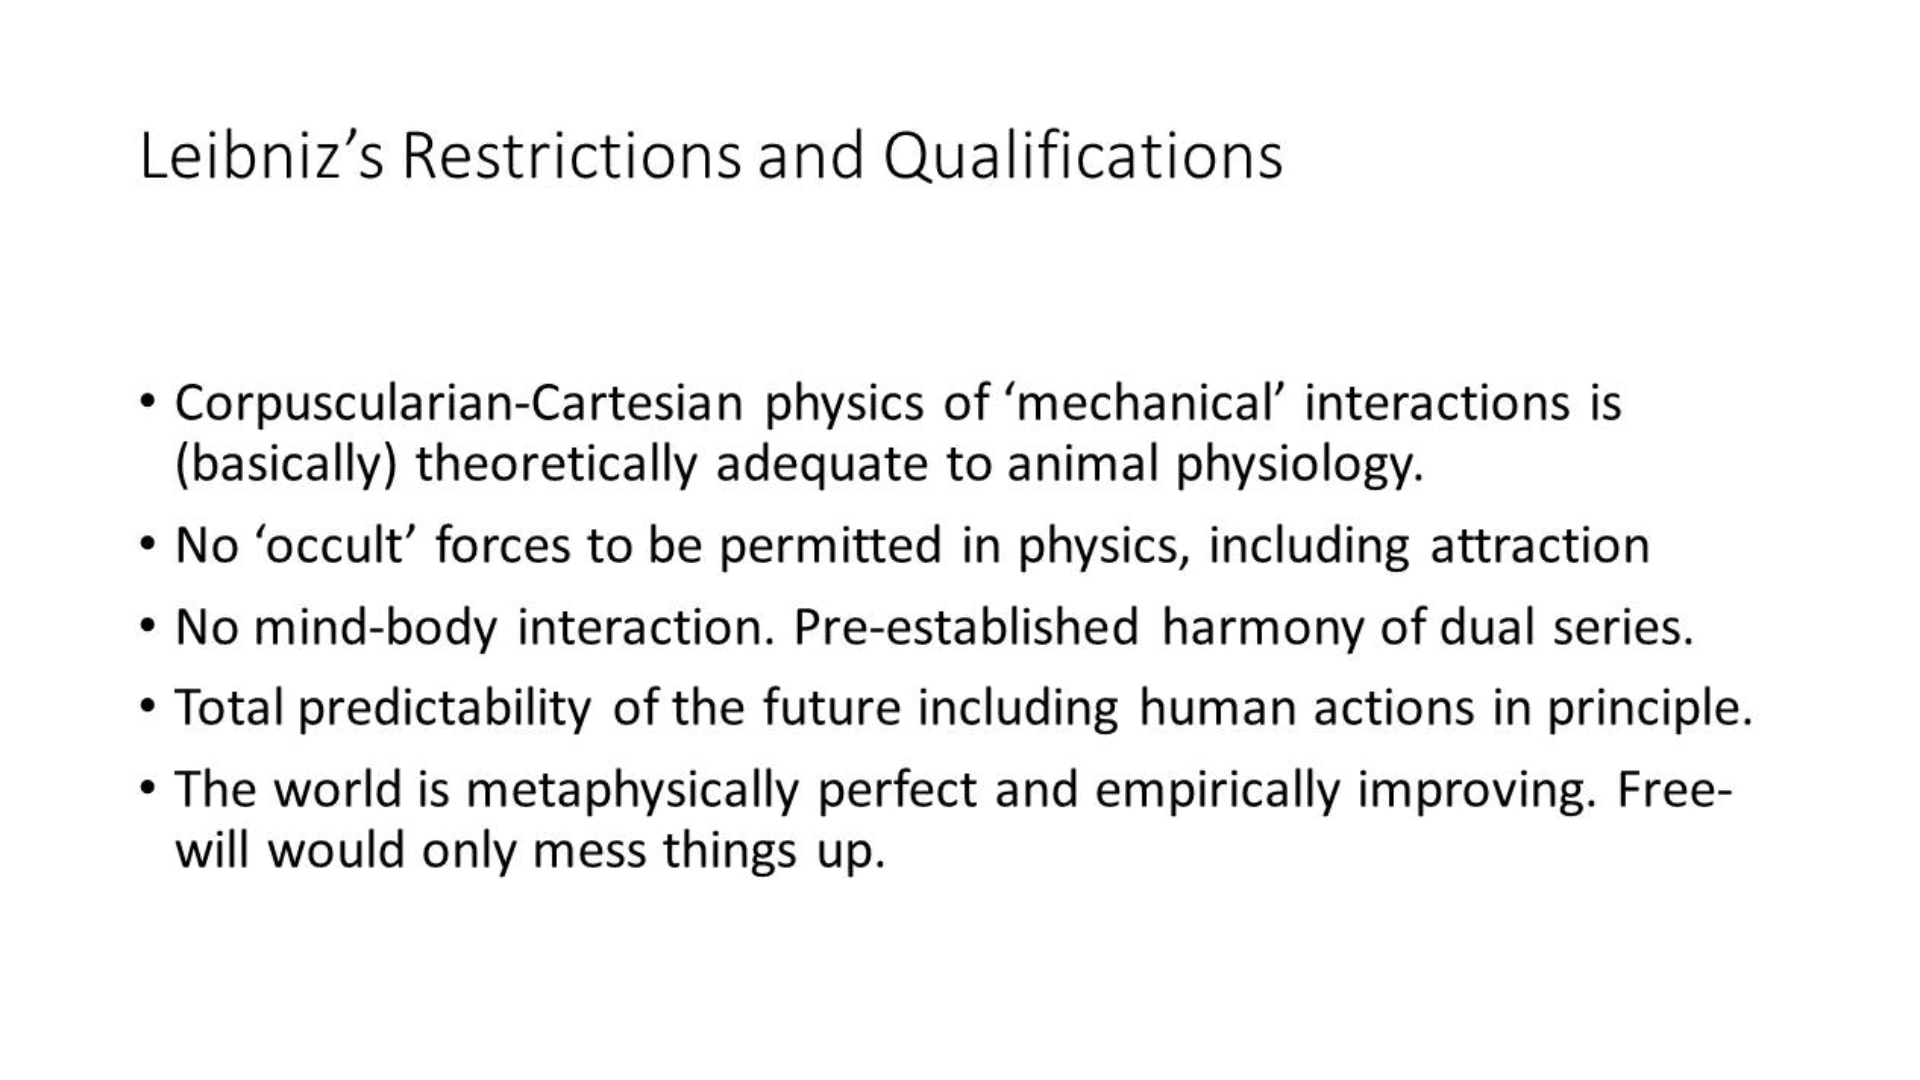 Leibniz’s Restrictions and Qualifications
• Corpuscularian-Cartesian physics of ‘mechanical’ interactions is
(basically) theoretically adequate to animal physiology.
• No ‘occult’ forces to be permitted in physics, including attraction
• No mind-body interaction. Pre-established harmony of dual series.
• Total predictability of the future including human actions in principle.
• The world is metaphysically perfect and empirically improving. Free-
will would only mess things up.